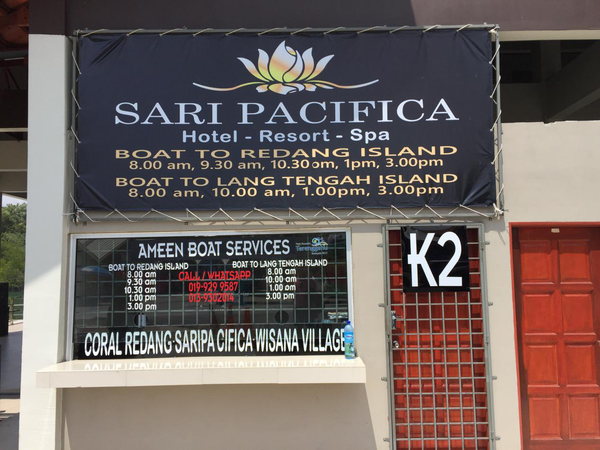 SARI PACIFICA
Hotel - Resort - Spa
BOAT TO REDANG ISLAND
8.00 am, 9.30 am, 10.30pm, 1pm, 3.00pm
BOAT TO LANG TENGAH ISLAND
8.00 am, 10.00 am, 1.00pm, 3.00pm
AMEEN BOAT SERVICES
BOAT TO REDANG ISLAND
8.00 am
9.30 am
10.30 am
1.00 pm
3.00 pm
CALL / WHATSAPP
019-929 9587
013-9302014
BOAT TO LANG TENGAH ISLAND
8.00 am
10.00 am
1.00 pm
3.00 pm
CORAL REDANG SARIPA CIFICA WISANA VILLAGE
K2